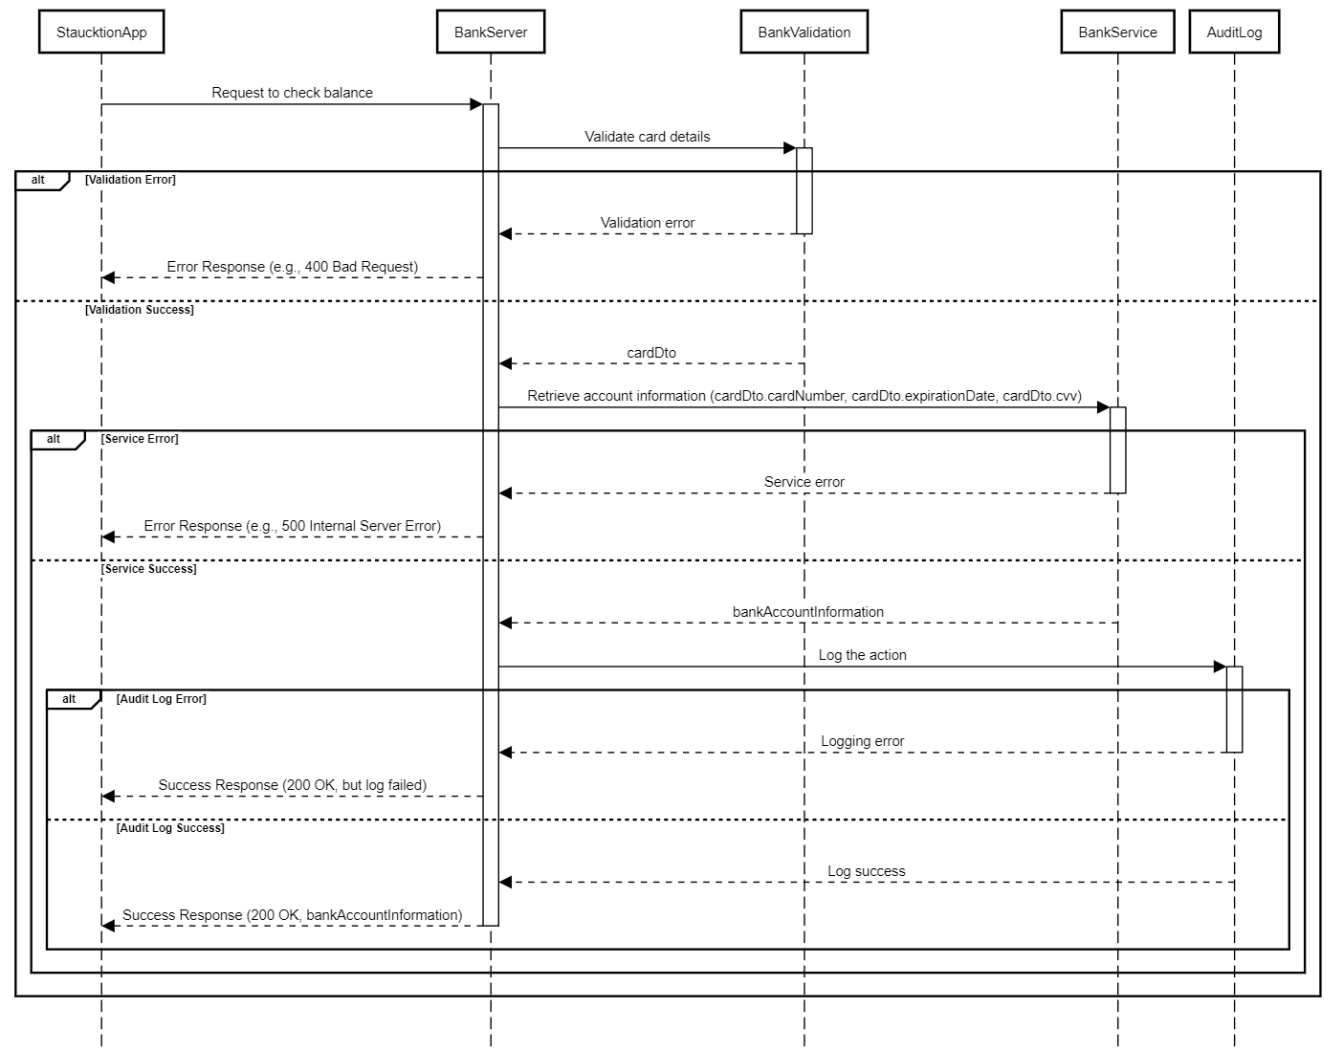 StaucktionApp
BankServer
BankValidation
BankService
AuditLog
Request to check balance
Validate card details
alt
[Validation Error]
Validation error
Error Response (e.g., 400 Bad Request)
[Validation Success]
cardDto
Retrieve account information (cardDto.cardNumber, cardDto.expirationDate, cardDto.cvv)
alt
[Service Error]
Service error
Error Response (e.g., 500 Internal Server Error)
[Service Success]
bankAccountInformation
Log the action
alt
[Audit Log Error]
Logging error
Success Response (200 OK, but log failed)
[Audit Log Success]
Log success
Success Response (200 OK, bankAccountInformation)